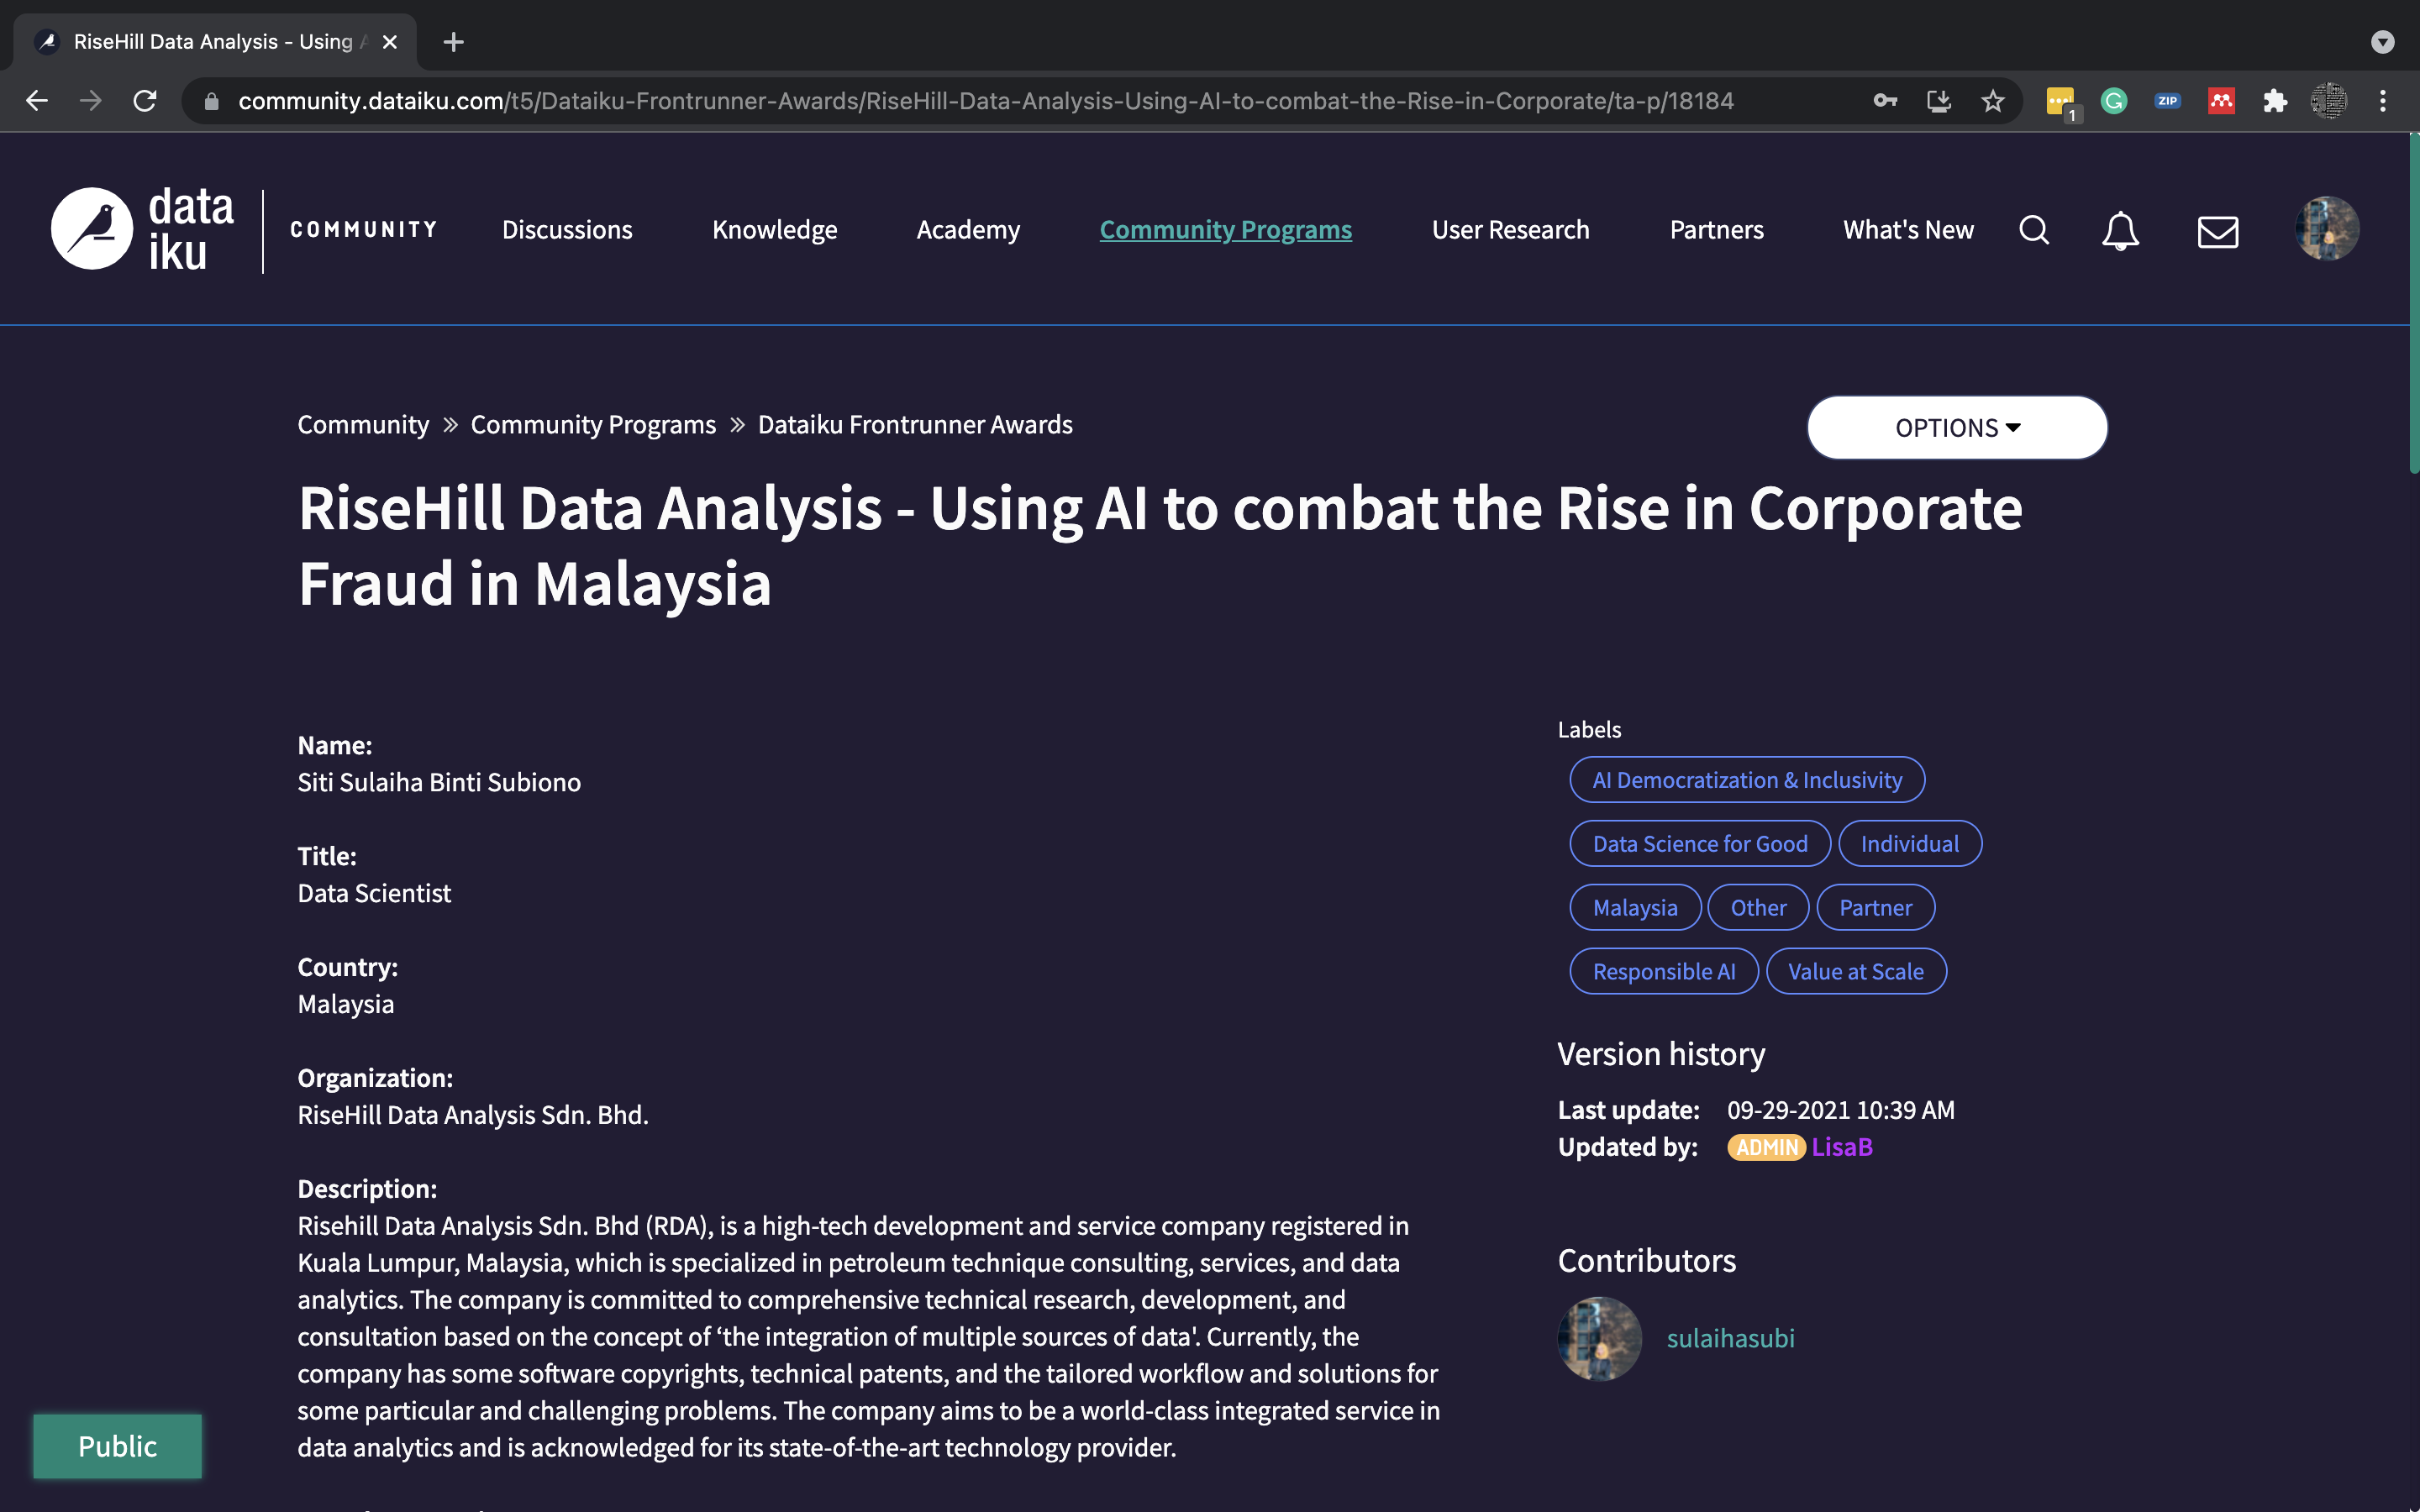 RiseHill Data Analysis - Using
community.dataiku.com/t5/Dataiku-Frontrunner-Awards/RiseHill-Data-Analysis-Using-AI-to-combat-the-Rise-in-Corporate/ta-p/18184
1
ZIP
data
iku
COMMUNITY
Discussions
Knowledge
Academy
Community Programs
User Research
Partners
What's New
Community » Community Programs » Dataiku Frontrunner Awards
OPTIONS
RiseHill Data Analysis - Using AI to combat the Rise in Corporate
Fraud in Malaysia
Name:
Siti Sulaiha Binti Subiono
Title:
Data Scientist
Country:
Malaysia
Organization:
RiseHill Data Analysis Sdn. Bhd.
Description:
Risehill Data Analysis Sdn. Bhd (RDA), is a high-tech development and service company registered in
Kuala Lumpur, Malaysia, which is specialized in petroleum technique consulting, services, and data
analytics. The company is committed to comprehensive technical research, development, and
consultation based on the concept of ‘the integration of multiple sources of data'. Currently, the
company has some software copyrights, technical patents, and the tailored workflow and solutions for
some particular and challenging problems. The company aims to be a world-class integrated service in
data analytics and is acknowledged for its state-of-the-art technology provider.
Labels
AI Democratization & Inclusivity
Data Science for Good
Individual
Malaysia
Other
Partner
Responsible AI
Value at Scale
Version history
Last update: 09-29-2021 10:39 AM
Updated by: ADMIN LisaB
Contributors
sulaihasubi
Public